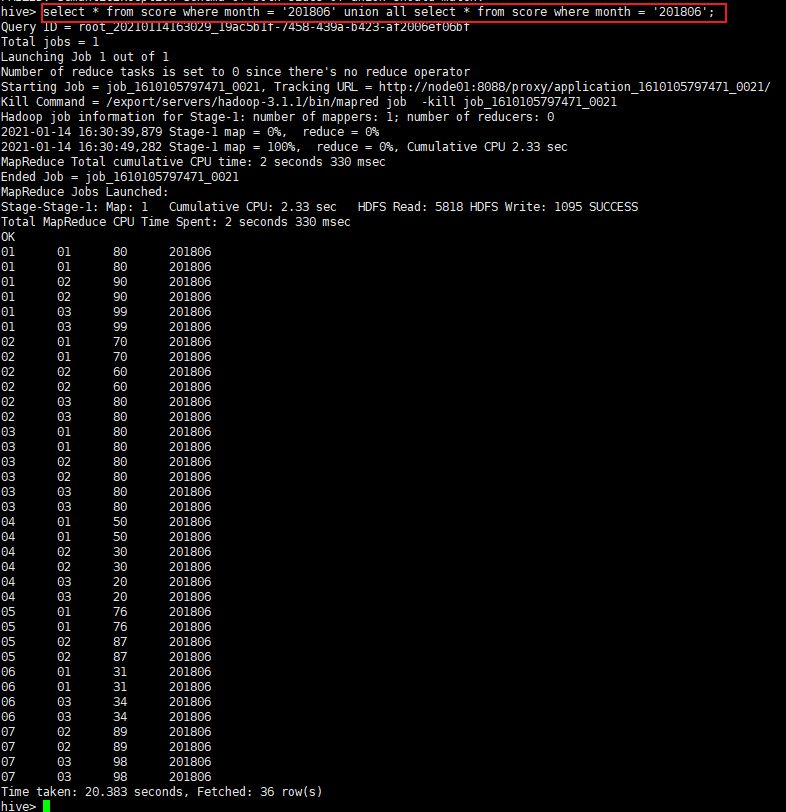 hive> select * from score where month = '201806' union all select * from score where month = '201806';
Query ID = root_20210114163029_19ac5b1f-7458-439a-b423-af2006ef06bf
Total jobs = 1
Launching Job 1 out of 1
Number of reduce tasks is set to 0 since there's no reduce operator
Starting Job = job_1610105797471_0021, Tracking URL = http://node01:8088/proxy/application_1610105797471_0021/
Kill Command = /export/servers/hadoop-3.1.1/bin/mapred job  -kill job_1610105797471_0021
Hadoop job information for Stage-1: number of mappers: 1; number of reducers: 0
2021-01-14 16:30:39,879 Stage-1 map = 0%,  reduce = 0%
2021-01-14 16:30:49,282 Stage-1 map = 100%,  reduce = 0%, Cumulative CPU 2.33 sec
MapReduce Total cumulative CPU time: 2 seconds 330 msec
Ended Job = job_1610105797471_0021
MapReduce Jobs Launched:
Stage-Stage-1: Map: 1   Cumulative CPU: 2.33 sec   HDFS Read: 5818 HDFS Write: 1095 SUCCESS
Total MapReduce CPU Time Spent: 2 seconds 330 msec
OK
01 01 80 201806
01 01 80 201806
01 02 90 201806
01 02 90 201806
01 03 99 201806
01 03 99 201806
02 01 70 201806
02 01 70 201806
02 02 60 201806
02 02 60 201806
02 03 80 201806
02 03 80 201806
03 01 80 201806
03 01 80 201806
03 02 80 201806
03 02 80 201806
03 03 80 201806
03 03 80 201806
04 01 50 201806
04 01 50 201806
04 02 30 201806
04 02 30 201806
04 03 20 201806
04 03 20 201806
05 01 76 201806
05 01 76 201806
05 02 87 201806
05 02 87 201806
06 01 31 201806
06 01 31 201806
06 03 34 201806
06 03 34 201806
07 02 89 201806
07 02 89 201806
07 03 98 201806
07 03 98 201806
Time taken: 20.383 seconds, Fetched: 36 row(s)
hive>